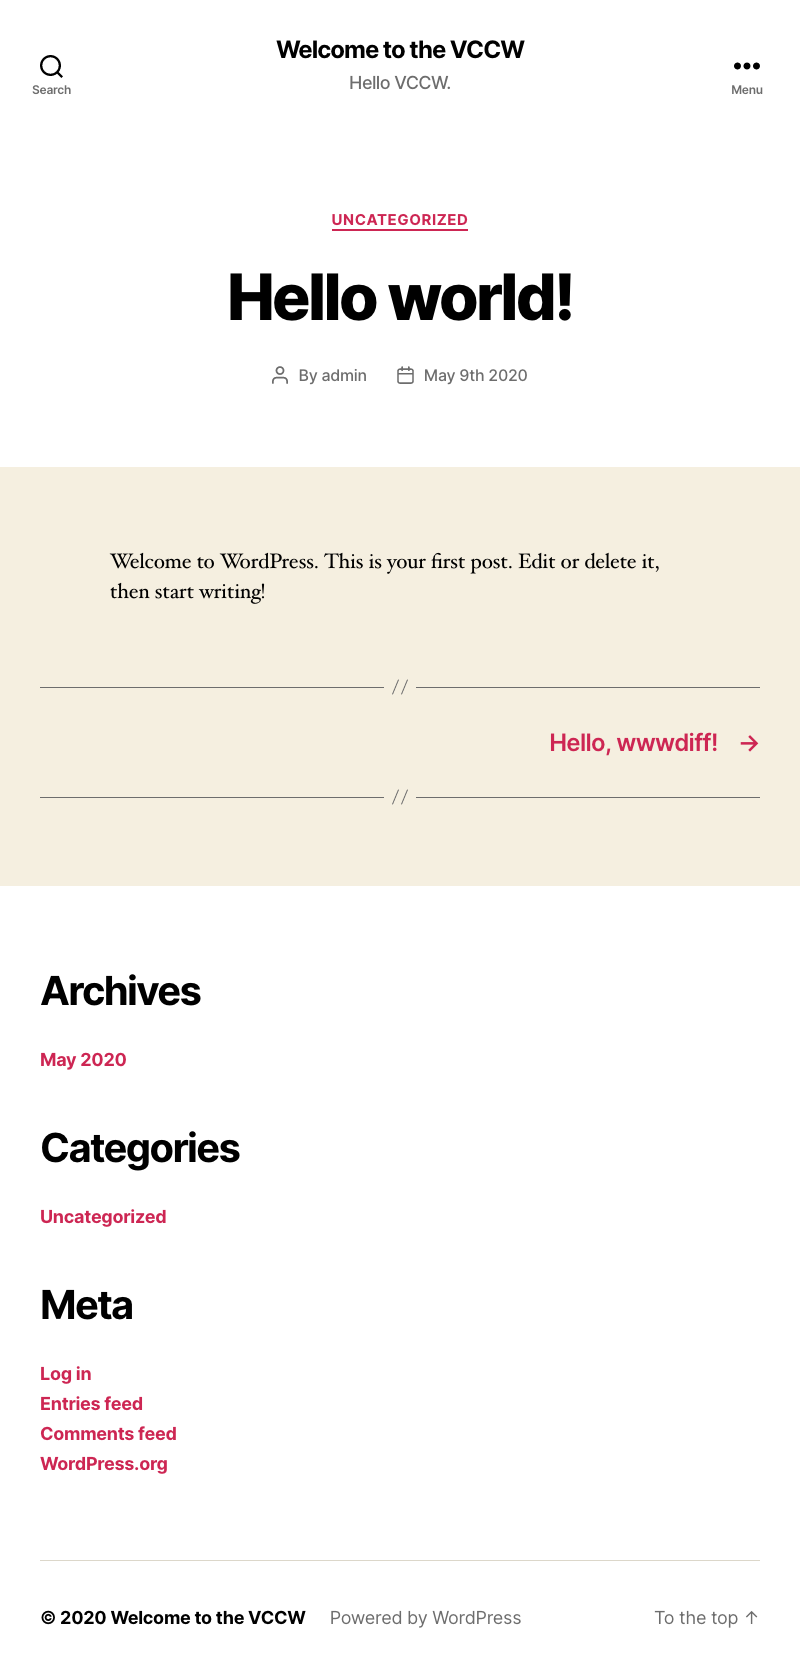 Welcome to the VCCW
Hello VCCW.
Search
Menu
UNCATEGORIZED
Hello world!
By admin
May 9th 2020
Welcome to WordPress. This is your first post. Edit or delete it,
then start writing!
//
Hello, wwwdiff! →
//
Archives
May 2020
Categories
Uncategorized
Meta
Log in
Entries feed
Comments feed
WordPress.org
© 2020 Welcome to the VCCW Powered by WordPress To the top ↑